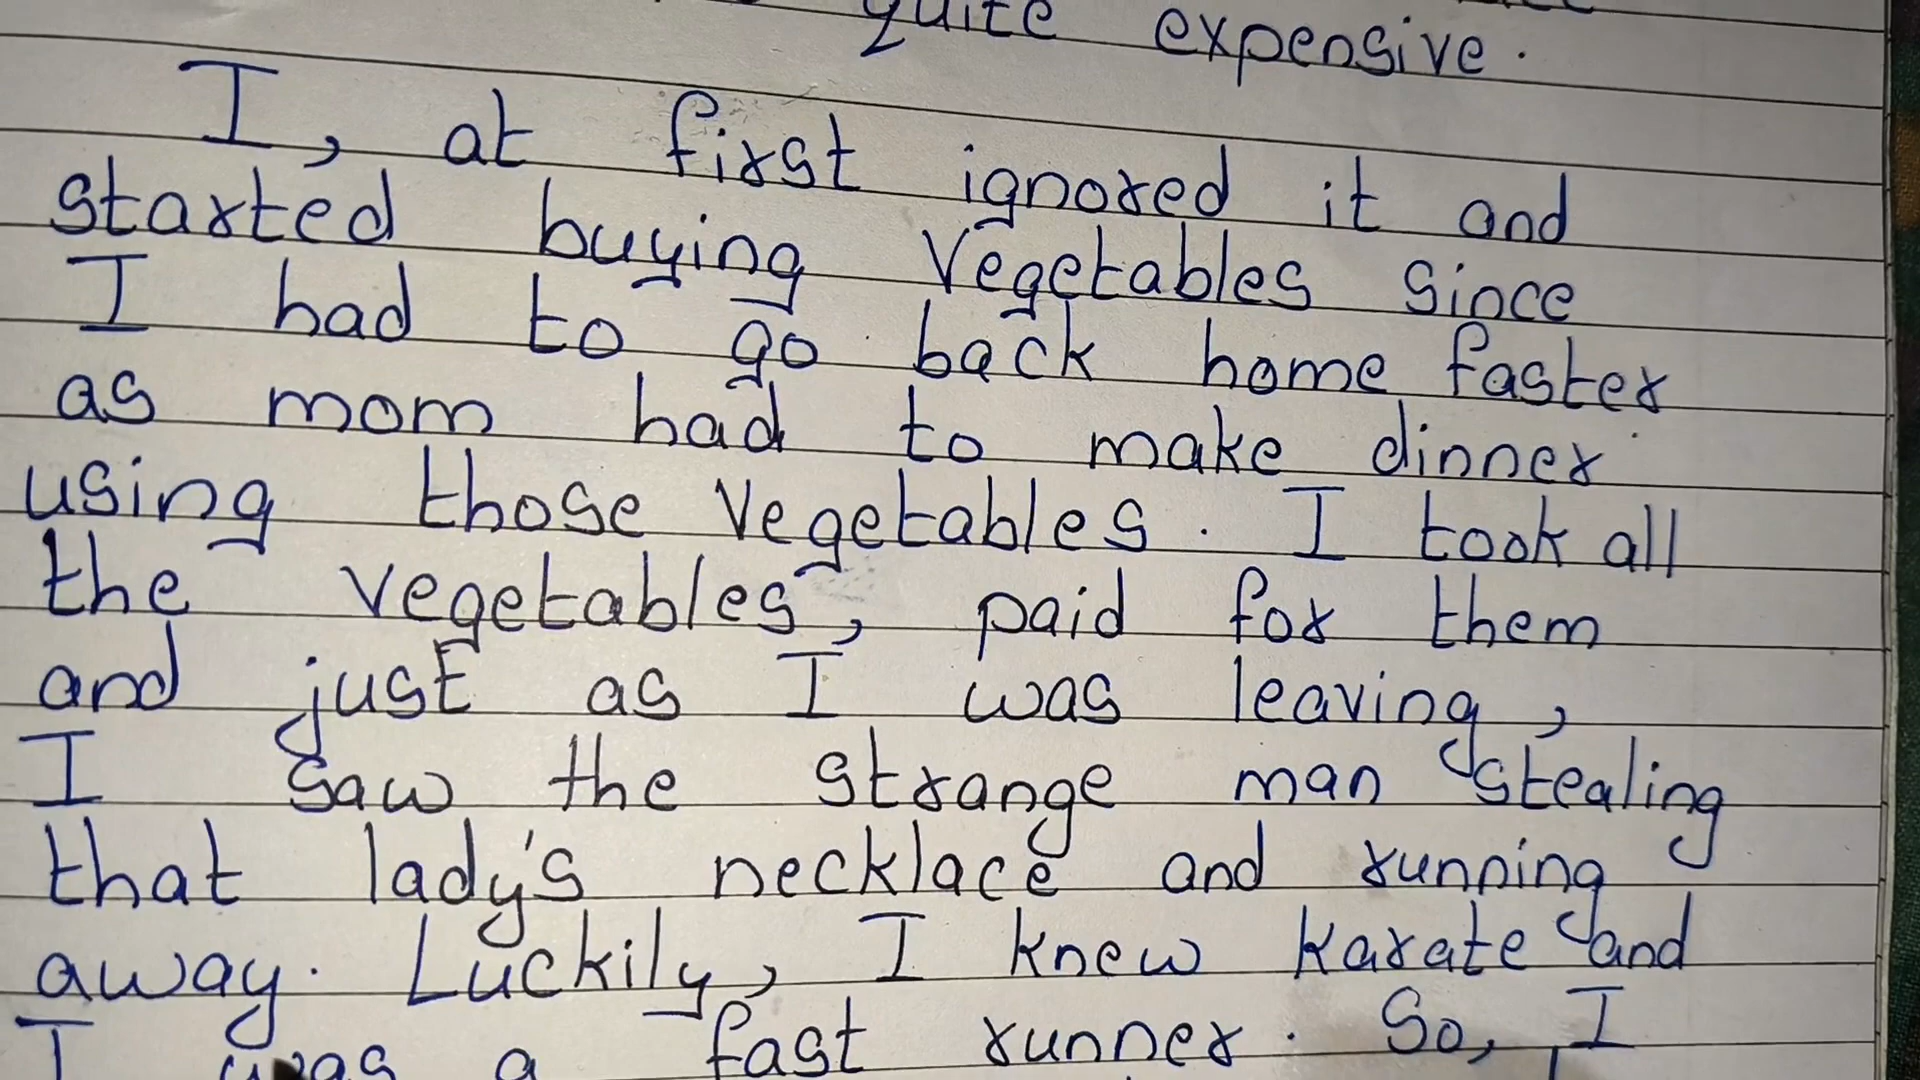 quite expensive.
I, at first ignored it and
started buying vegetables since
I had to go back home faster
as mom had to make dinner
using those vegetables. I took all
the vegetables, paid for them
and just as I was leaving,
I saw the strange man stealing
that lady's necklace and running
away. Luckily, I knew karate and
I was a fast runner. So, I